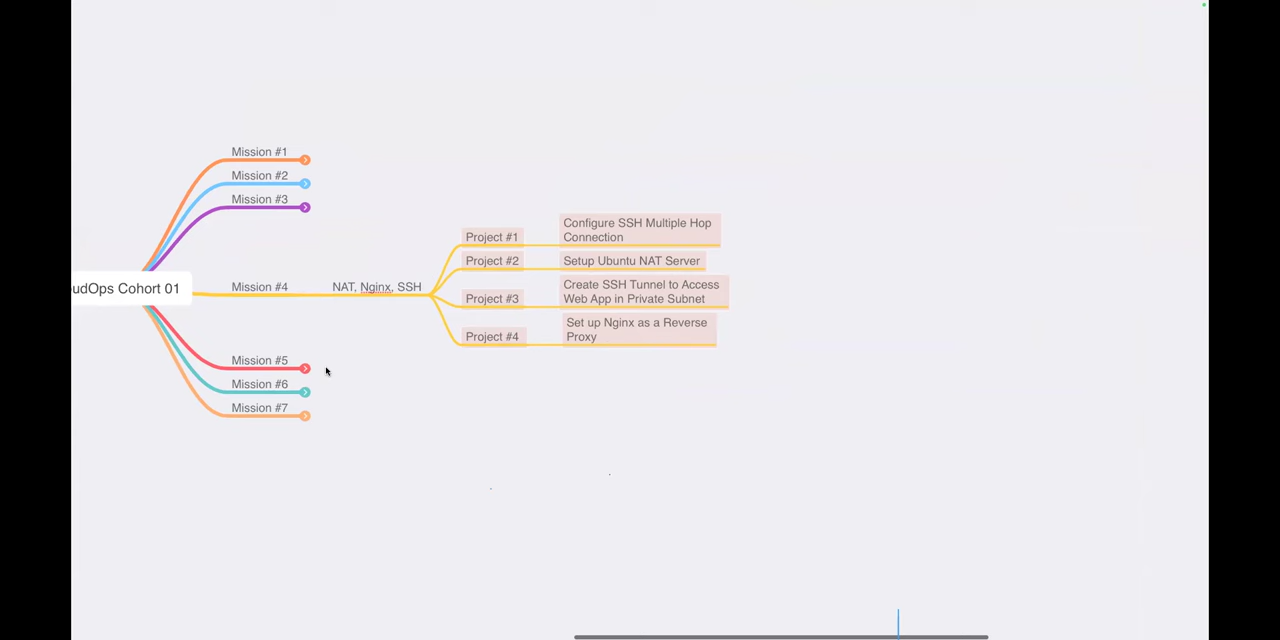 Mission #1
Mission #2
Mission #3
Configure SSH Multiple Hop
Connection
Project #1
Project #2
Setup Ubuntu NAT Server
Create SSH Tunnel to Access
Web App in Private Subnet
Project #3
Set up Nginx as a Reverse
Proxy
Project #4
udOps Cohort 01
Mission #4
NAT, Nginx, SSH
Mission #5
Mission #6
Mission #7